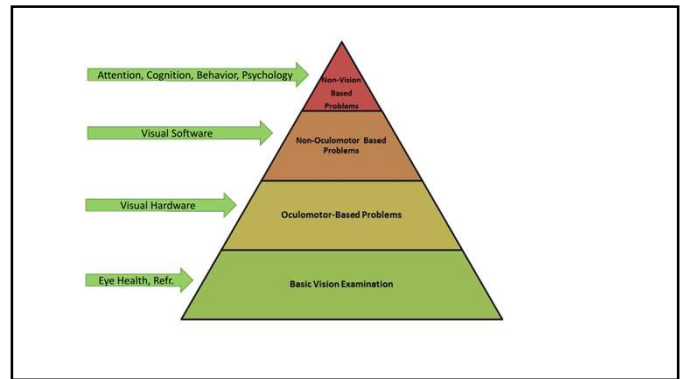 Attention, Cognition, Behavior, Psychology
Non-Vision
Based
Problems
Visual Software
Non-Oculomotor Based
Problems
Visual Hardware
Oculomotor-Based Problems
Eye Health, Refr.
Basic Vision Examination